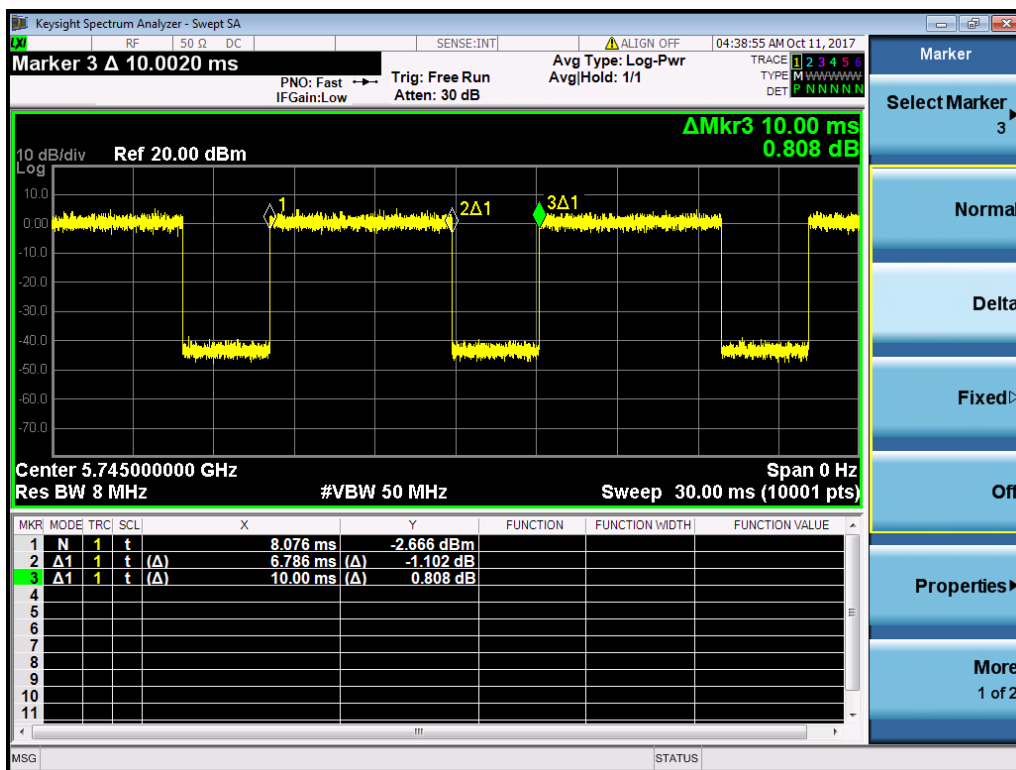 Keysight Spectrum Analyzer - Swept SA
LXI RF 50 Ω DC SENSE:INT ALIGN OFF 04:38:55 AM Oct 11, 2017
Marker 3 Δ 10.0020 ms
PNO: Fast
IFGain:Low
Trig: Free Run
Atten: 30 dB
Avg Type: Log-Pwr
Avg|Hold: 1/1
TRACE 1 2 3 4 5 6
TYPE M WWWWW
DET P N N N N N
ΔMkr3 10.00 ms
0.808 dB
10 dB/div Ref 20.00 dBm
Log
10.0
0.00
-10.0
-20.0
-30.0
-40.0
-50.0
-60.0
-70.0
1
2Δ1
3Δ1
Center 5.745000000 GHz Span 0 Hz
Res BW 8 MHz #VBW 50 MHz Sweep 30.00 ms (10001 pts)
MKR MODE TRC SCL X Y FUNCTION FUNCTION WIDTH FUNCTION VALUE
1 N 1 t 8.076 ms -2.666 dBm
2 Δ1 1 t (Δ) 6.786 ms (Δ) -1.102 dB
3 Δ1 1 t (Δ) 10.00 ms (Δ) 0.808 dB
4
5
6
7
8
9
10
11
MSG STATUS
Marker
Select Marker
3
Normal
Delta
Fixed
Off
Properties
More
1 of 2